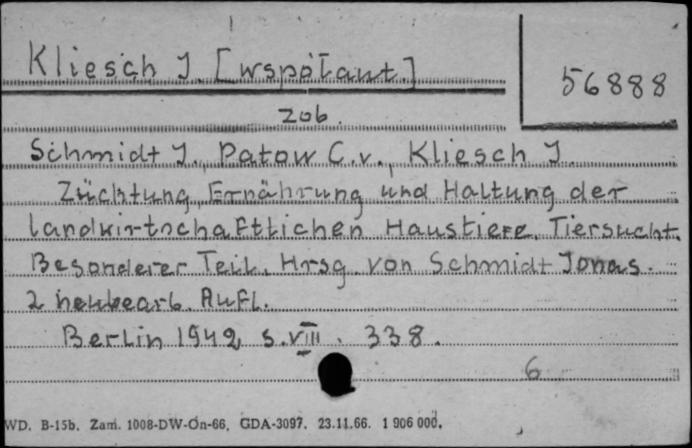 Kliesch J. [współaut.]
56888
zob.
Schmidt J., Patow C.v., Kliesch J.
Züchtung, Ernährung und Haltung der
landwirtschaftlichen Haustiere. Tiersucht.
Besonderer Teil. Hrsg. von Schmidt Jonas.
2 neubearb. Aufl.
Berlin 1942 s. VIII. 338.
6
WD. B-15b. Zam. 1008-DW-On-66, GDA-3097. 23.11.66. 1 906 000.